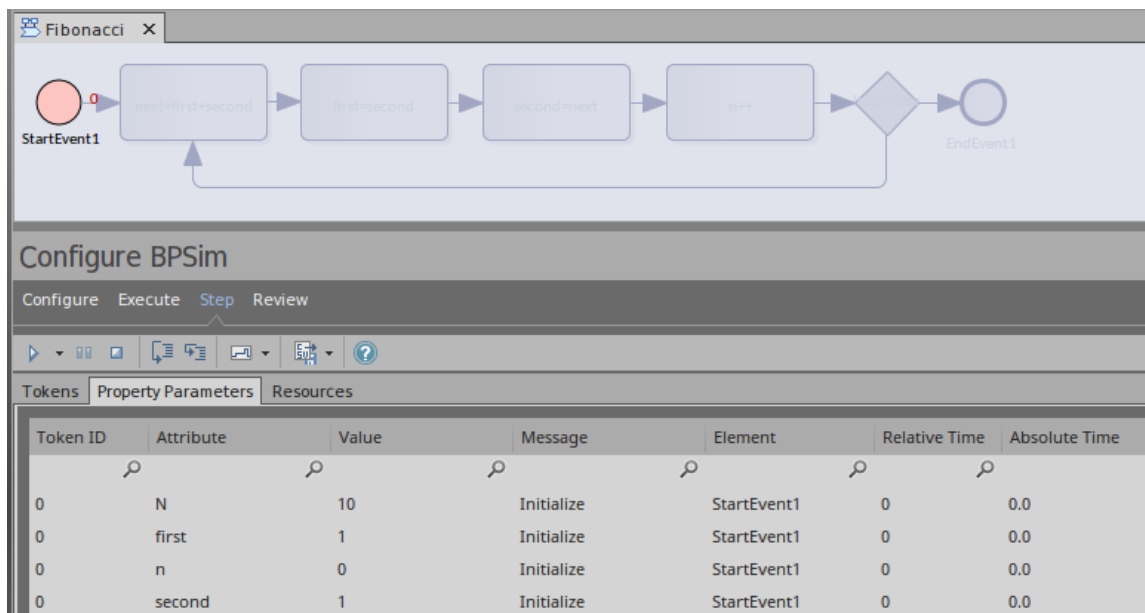 Fibonacci
0
next=first+second
first=second
second=next
n++
StartEvent1
EndEvent1
Configure BPSim
Configure Execute Step Review
Tokens Property Parameters Resources
Token ID Attribute Value Message Element Relative Time Absolute Time
0 N 10 Initialize StartEvent1 0 0.0
0 first 1 Initialize StartEvent1 0 0.0
0 n 0 Initialize StartEvent1 0 0.0
0 second 1 Initialize StartEvent1 0 0.0